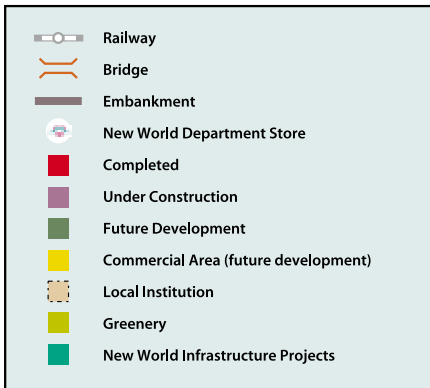 Railway
Bridge
Embankment
New World Department Store
Completed
Under Construction
Future Development
Commercial Area (future development)
Local Institution
Greenery
New World Infrastructure Projects